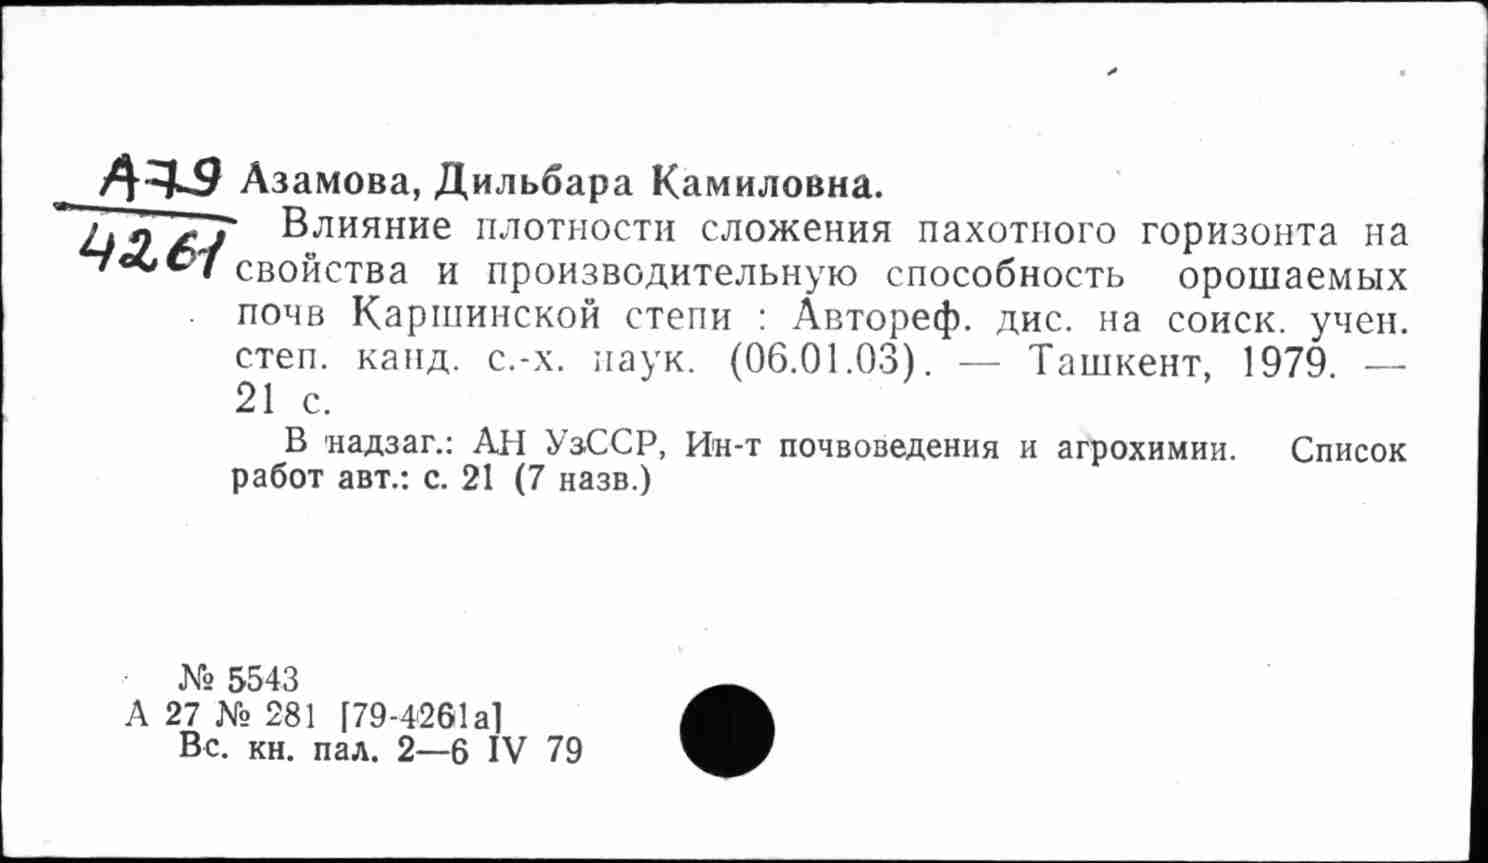 А79 Азамова, Дильбара Камиловна.
4261 Влияние плотности сложения пахотного горизонта на
свойства и производительную способность орошаемых
почв Каршинской степи : Автореф. дис. на соиск. учен.
степ. канд. с.-х. наук. (06.01.03). — Ташкент, 1979. —
21 с.
В надзаг.: АН УзССР, Ин-т почвоведения и агрохимии. Список
работ авт.: с. 21 (7 назв.)
№ 5543
А 27 № 281 [79-4261а]
Вс. кн. пал. 2—6 IV 79